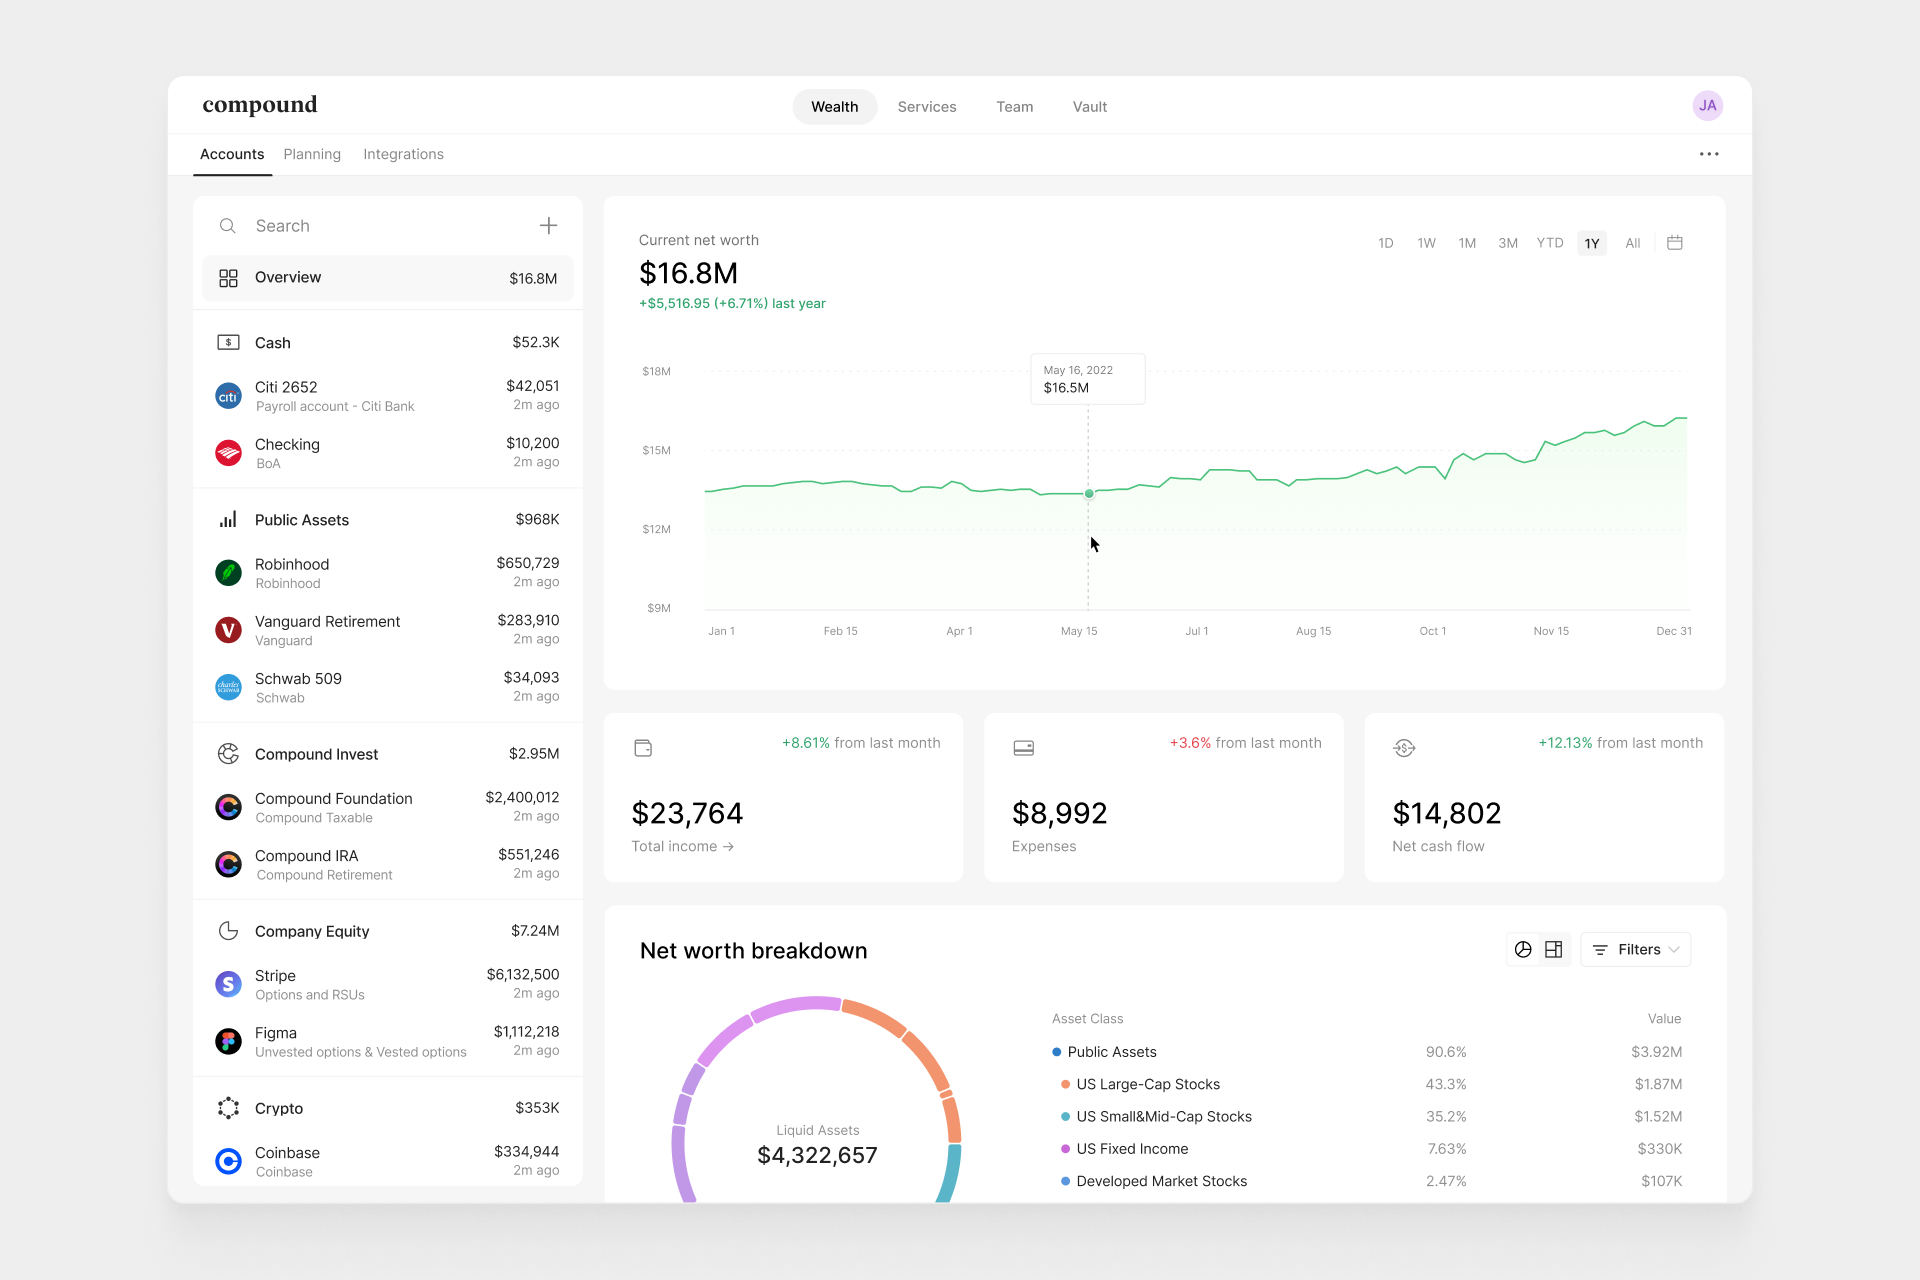 compound
Wealth
Services
Team
Vault
JA
Accounts
Planning
Integrations
Search
Overview
$16.8M
$
Cash
$52.3K
citi
Citi 2652
$42,051
Payroll account - Citi Bank
2m ago
Checking
$10,200
BoA
2m ago
Public Assets
$968K
Robinhood
$650,729
Robinhood
2m ago
V
Vanguard Retirement
$283,910
Vanguard
2m ago
charles
SCHWAB
Schwab 509
$34,093
Schwab
2m ago
Compound Invest
$2.95M
Compound Foundation
$2,400,012
Compound Taxable
2m ago
Compound IRA
$551,246
Compound Retirement
2m ago
Company Equity
$7.24M
S
Stripe
$6,132,500
Options and RSUs
2m ago
Figma
$1,112,218
Unvested options & Vested options
2m ago
Crypto
$353K
Coinbase
$334,944
Coinbase
2m ago
Current net worth
$16.8M
+$5,516.95 (+6.71%) last year
1D
1W
1M
3M
YTD
1Y
All
May 16, 2022
$16.5M
$18M
$15M
$12M
$9M
Jan 1
Feb 15
Apr 1
May 15
Jul 1
Aug 15
Oct 1
Nov 15
Dec 31
+8.61% from last month
$23,764
Total income →
+3.6% from last month
$8,992
Expenses
$
+12.13% from last month
$14,802
Net cash flow
Net worth breakdown
Filters
Liquid Assets
$4,322,657
Asset Class
Value
Public Assets
90.6%
$3.92M
US Large-Cap Stocks
43.3%
$1.87M
US Small&Mid-Cap Stocks
35.2%
$1.52M
US Fixed Income
7.63%
$330K
Developed Market Stocks
2.47%
$107K